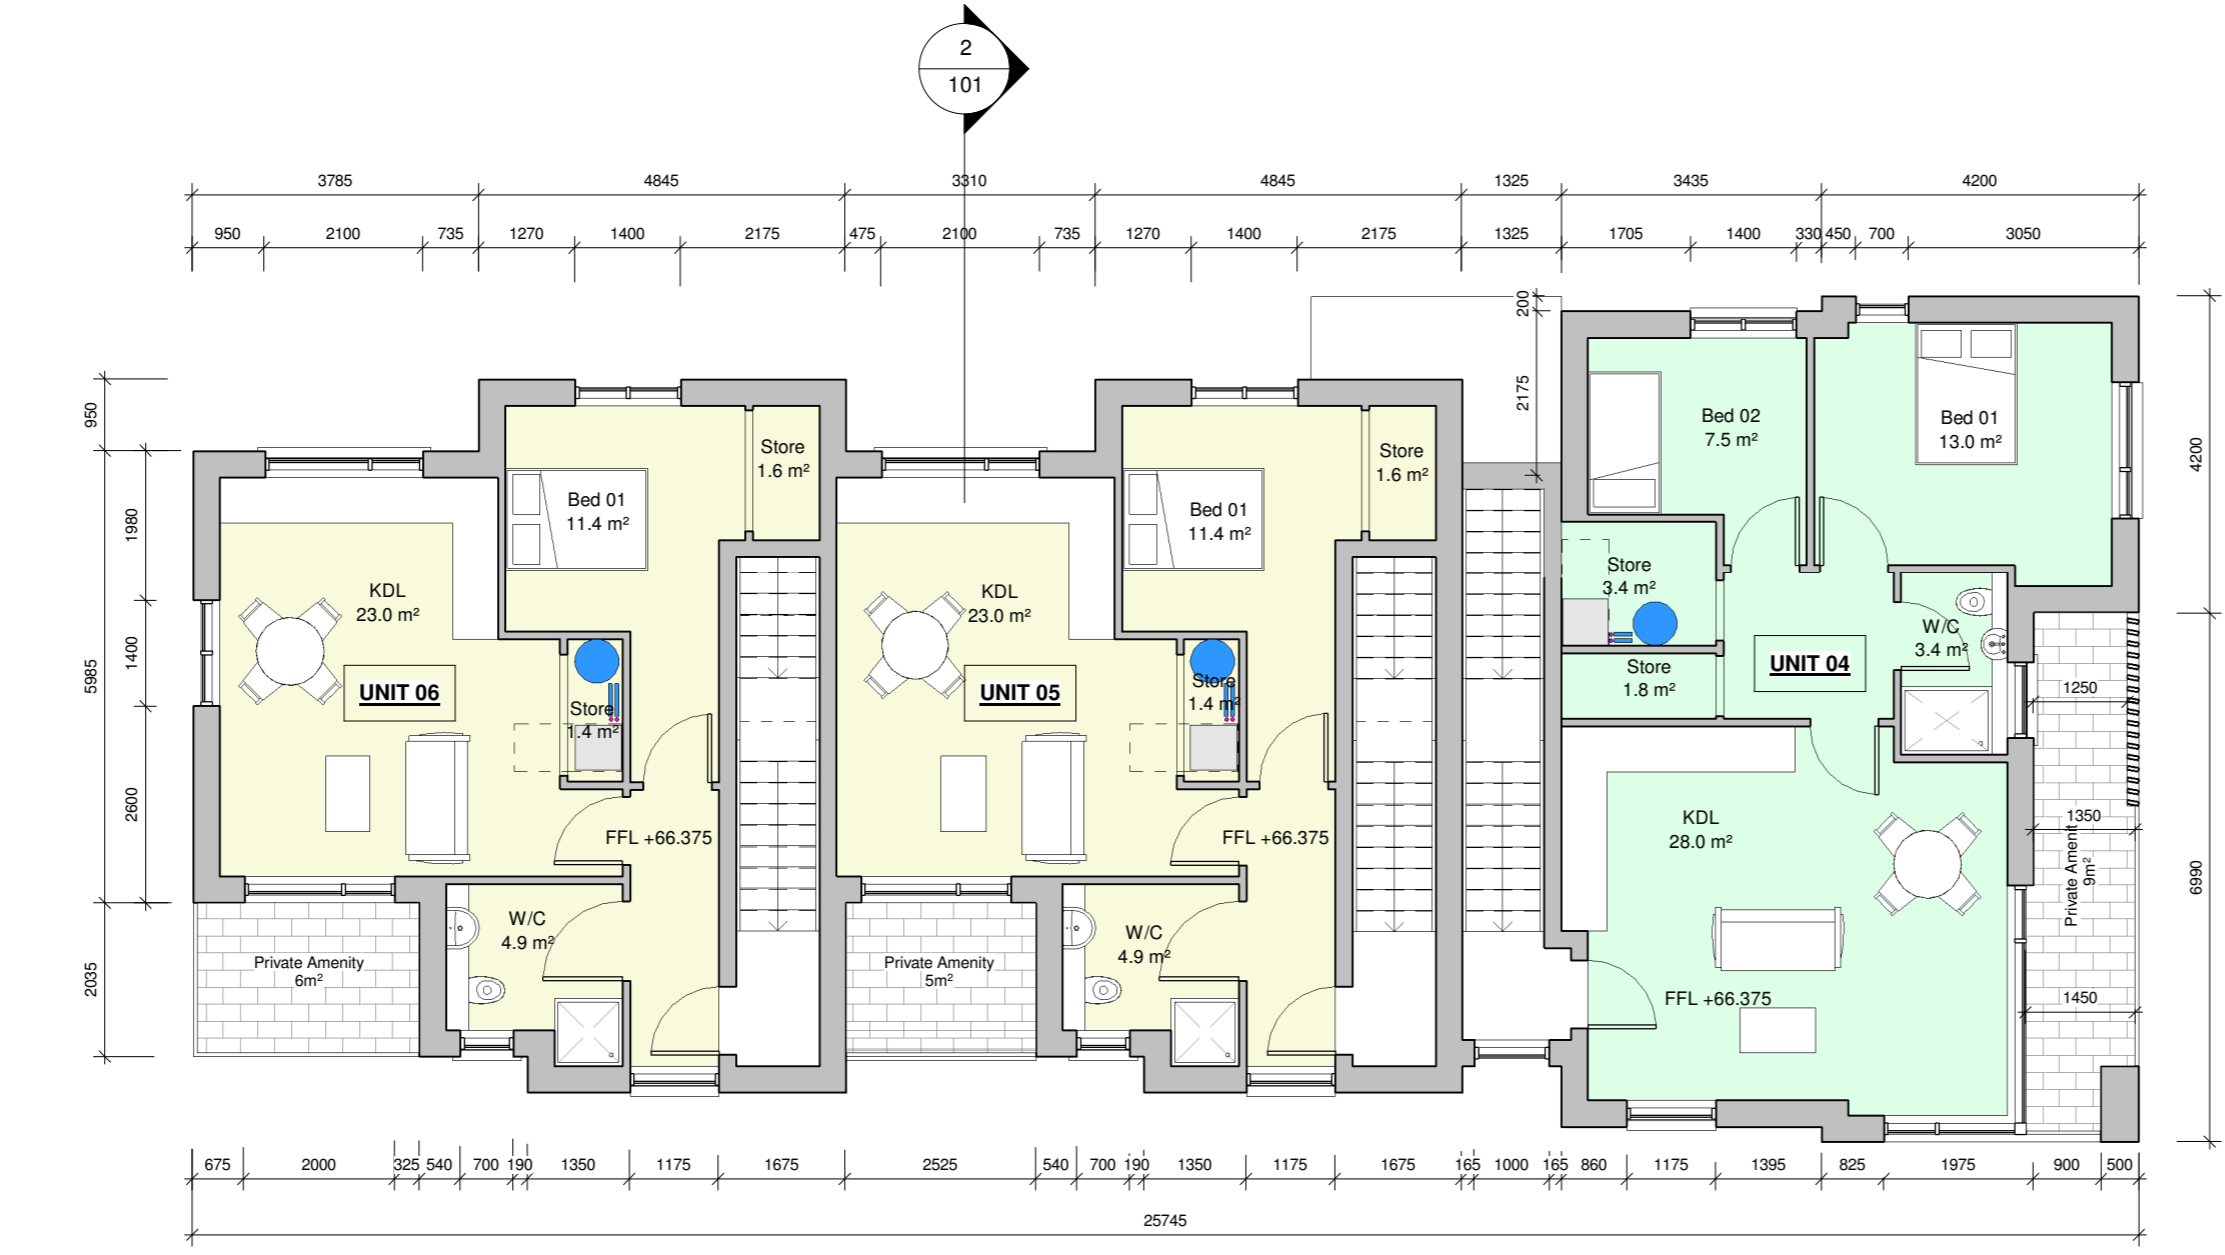 2
101
3785 4845 3310 4845 1325 3435 4200
950 2100 735 1270 1400 2175 475 2100 735 1270 1400 2175 1325 1705 1400 330 450 700 3050
200
2175
950
5985
2035
1980
1400
2600
4200
6990
Store
1.6 m²
Bed 01
11.4 m²
KDL
23.0 m²
UNIT 06
Store
1.4 m²
FFL +66.375
W/C
4.9 m²
Private Amenity
6m²
Store
1.6 m²
Bed 01
11.4 m²
KDL
23.0 m²
UNIT 05
Store
1.4 m²
FFL +66.375
W/C
4.9 m²
Private Amenity
5m²
Bed 02
7.5 m²
Bed 01
13.0 m²
Store
3.4 m²
W/C
3.4 m²
UNIT 04
Store
1.8 m²
1250
KDL
28.0 m²
1350
Private Amenit
9m²
FFL +66.375
1450
675 2000 325 540 700 190 1350 1175 1675 2525 540 700 190 1350 1175 1675 165 1000 165 860 1175 1395 825 1975 900 500
25745